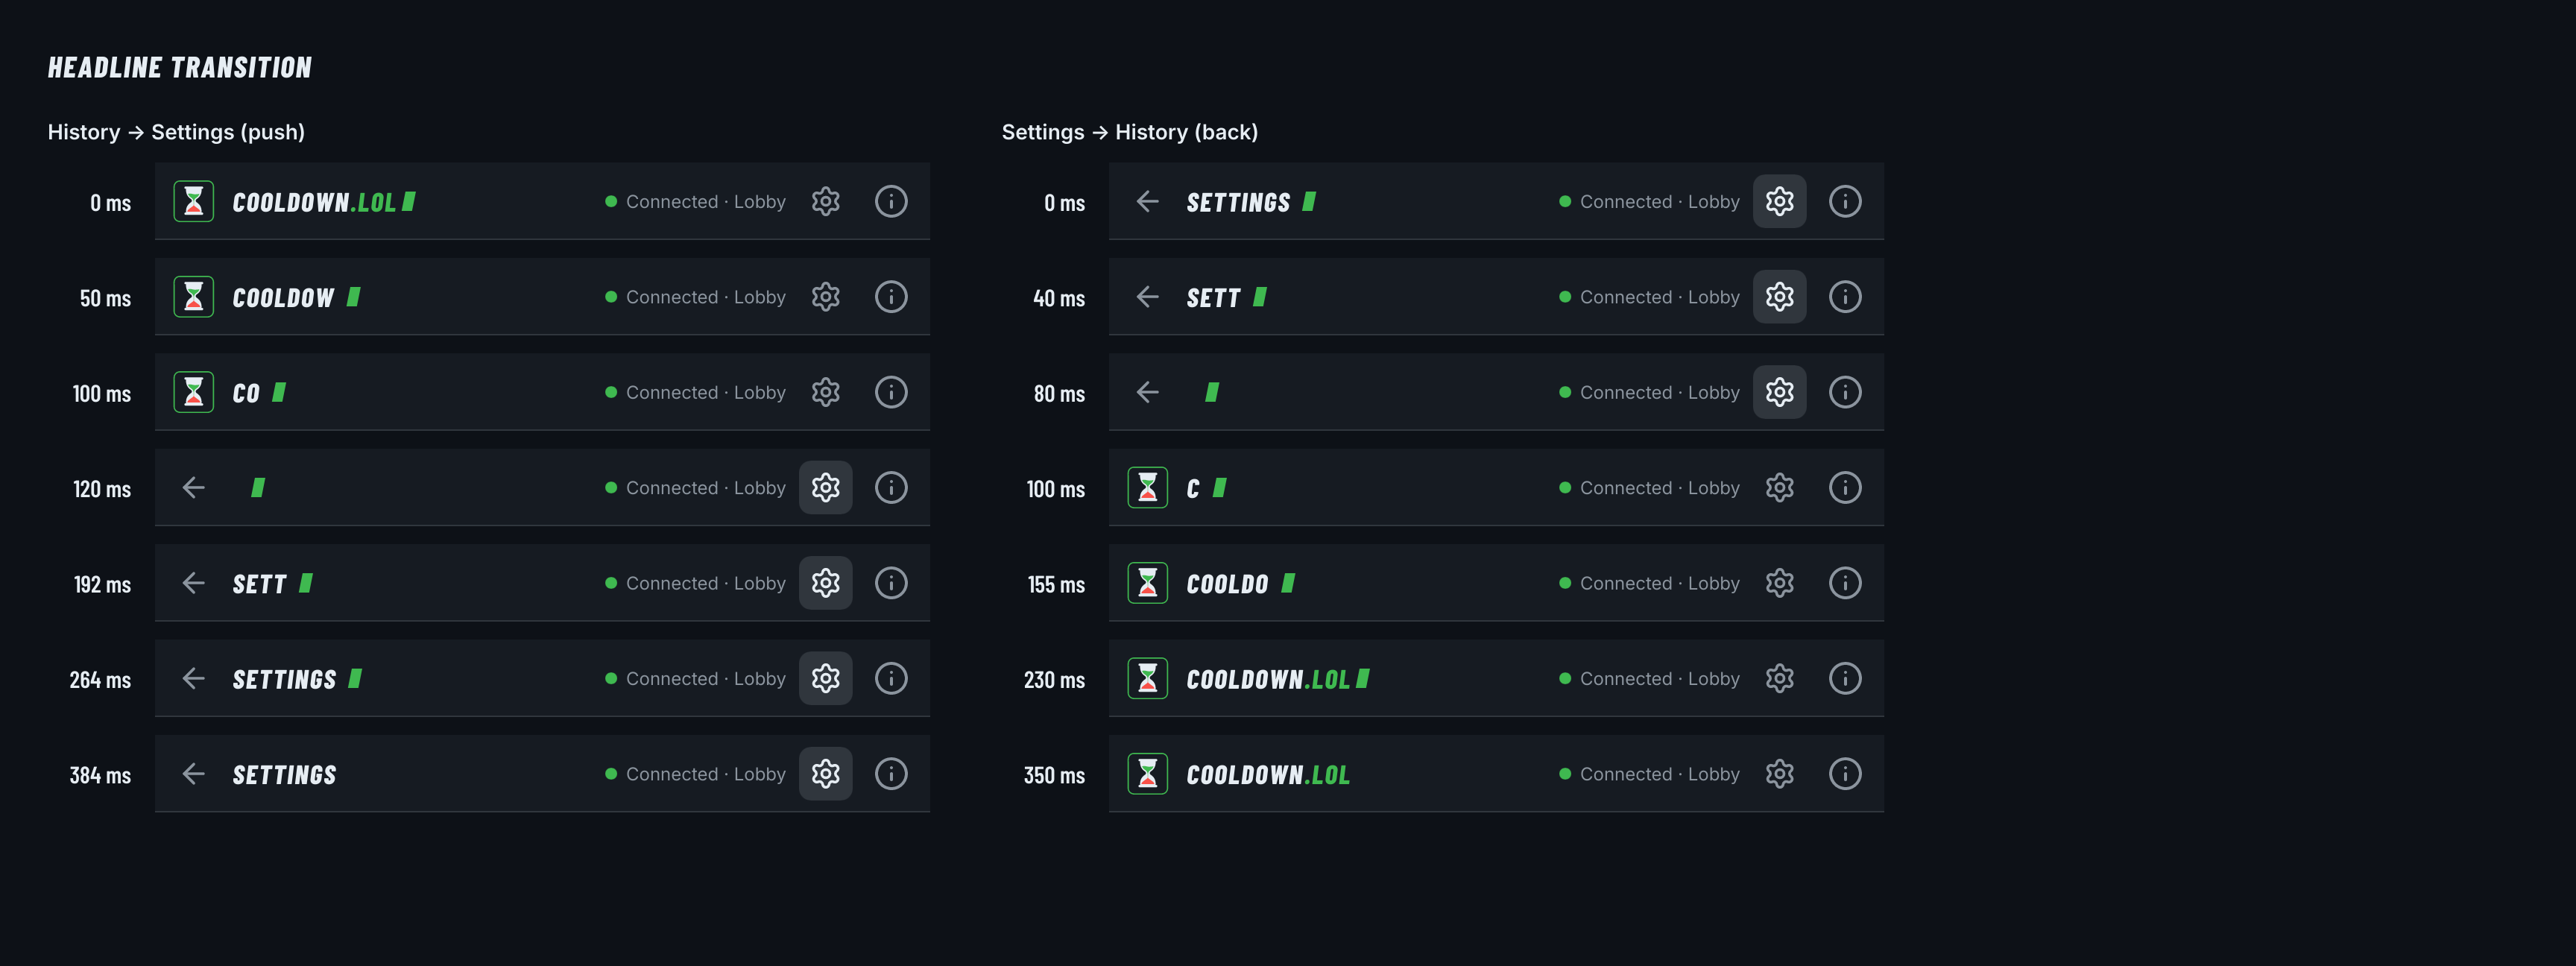 HEADLINE TRANSITION
History → Settings (push)
0 ms COOLDOWN.LOL Connected · Lobby
50 ms COOLDOW Connected · Lobby
100 ms CO Connected · Lobby
120 ms Connected · Lobby
192 ms SETT Connected · Lobby
264 ms SETTINGS Connected · Lobby
384 ms SETTINGS Connected · Lobby
Settings → History (back)
0 ms SETTINGS Connected · Lobby
40 ms SETT Connected · Lobby
80 ms Connected · Lobby
100 ms C Connected · Lobby
155 ms COOLDO Connected · Lobby
230 ms COOLDOWN.LOL Connected · Lobby
350 ms COOLDOWN.LOL Connected · Lobby